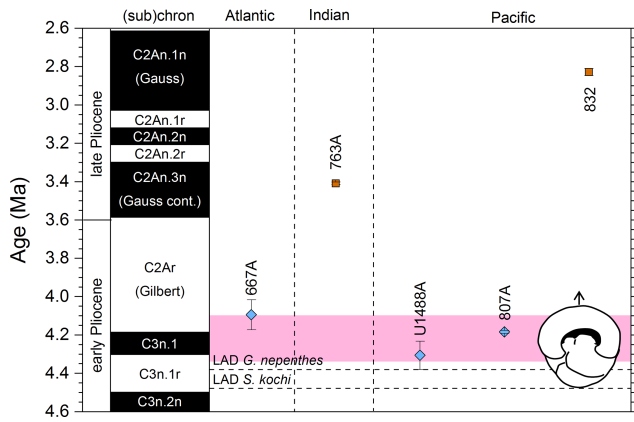 (sub)chron Atlantic Indian Pacific
Age (Ma)
2.6
2.8
3.0
3.2
3.4
3.6
3.8
4.0
4.2
4.4
4.6
late Pliocene
early Pliocene
C2An.1n
(Gauss)
C2An.1r
C2An.2n
C2An.2r
C2An.3n
(Gauss cont.)
C2Ar
(Gilbert)
C3n.1
C3n.1r
C3n.2n
832
763A
667A
U1488A
807A
LAD G. nepenthes
LAD S. kochi